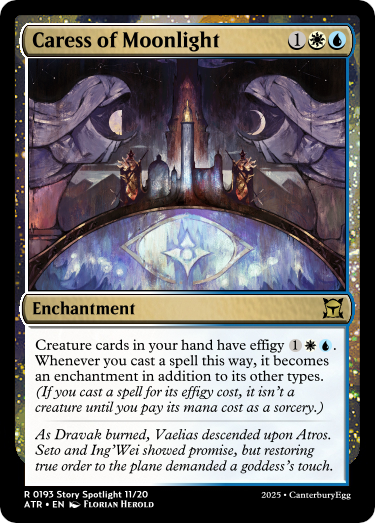 Caress of Moonlight 1
Enchantment
Creature cards in your hand have effigy 1.
Whenever you cast a spell this way, it becomes
an enchantment in addition to its other types.
(If you cast a spell for its effigy cost, it isn't a
creature until you pay its mana cost as a sorcery.)
As Dravak burned, Vaelias descended upon Atros.
Seto and Ing'Wei showed promise, but restoring
true order to the plane demanded a goddess's touch.
R 0193 Story Spotlight 11/20
ATR • EN Florian Herold
2025 • CanterburyEgg